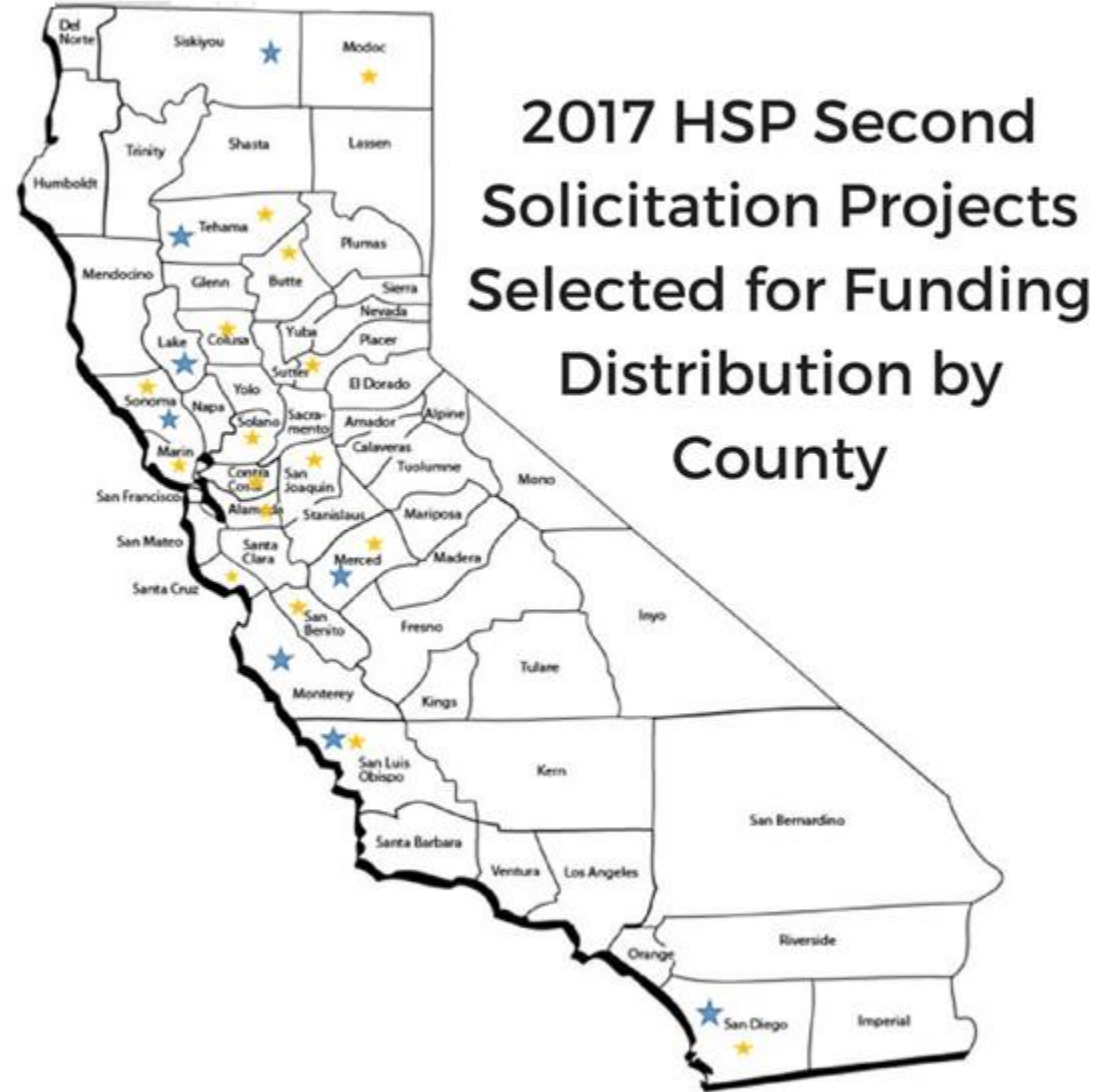 2017 HSP Second
Solicitation Projects
Selected for Funding
Distribution by
County
Del
Norte
Siskiyou
Modoc
Trinity
Shasta
Lassen
Humboldt
Tehama
Plumas
Mendocino
Glenn
Butte
Sierra
Nevada
Lake
Colusa
Yuba
Placer
Sutter
Yolo
El Dorado
Sonoma
Napa
Solano
Sacra-
mento
Amador
Alpine
Marin
Calaveras
Contra
Costa
San
Joaquin
Tuolumne
Mono
San Francisco
Alameda
Stanislaus
Mariposa
San Mateo
Santa
Clara
Merced
Madera
Santa Cruz
San
Benito
Fresno
Inyo
Monterey
Kings
Tulare
San Luis
Obispo
Kern
San Bernardino
Santa Barbara
Ventura
Los Angeles
Orange
Riverside
San Diego
Imperial